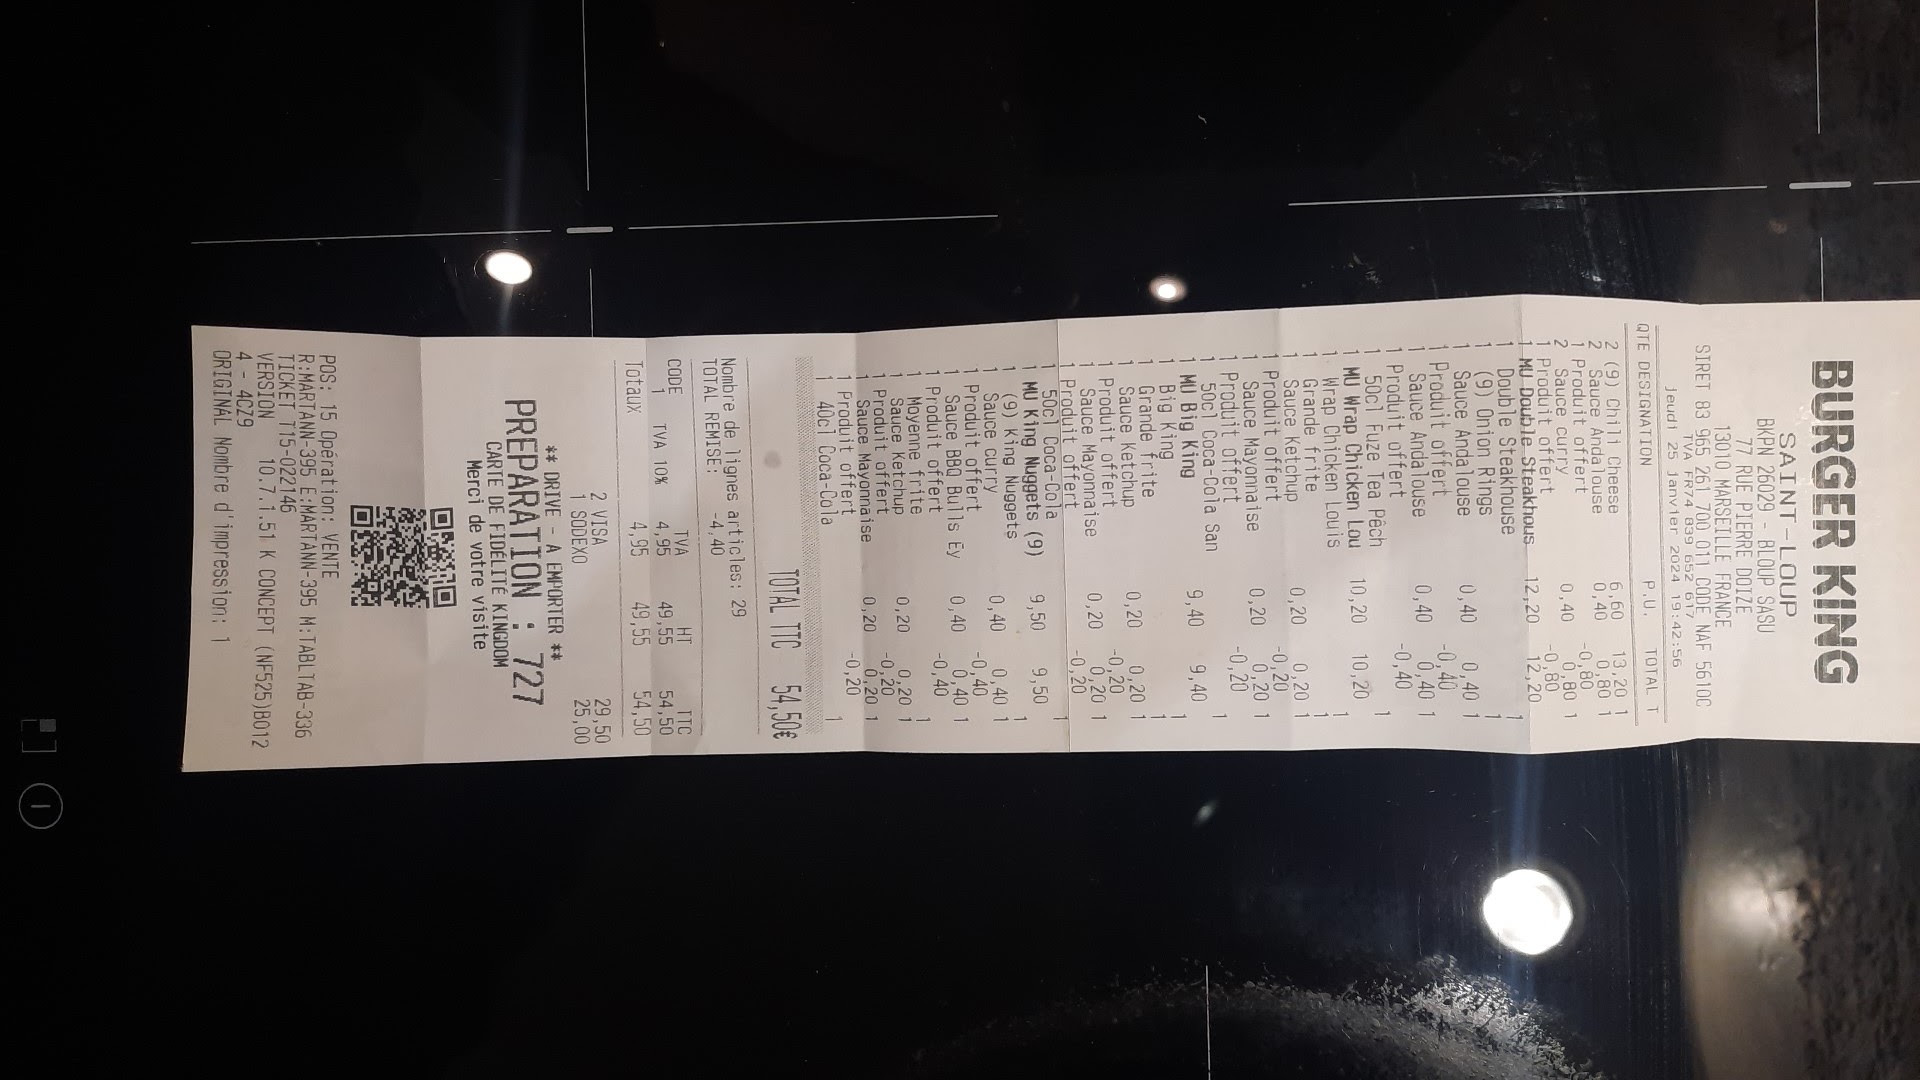 BURGER KING
SAINT-LOUP
BKPN 26029 - BLOUP SASU
77 RUE PIERRE DOIZE
13010 MARSEILLE FRANCE
SIRET 83 965 261 700 011 CODE NAF 5610C
TVA FR74 839 652 617
jeudi 25 janvier 2024 19:42:56
QTE DESIGNATION P.U. TOTAL T
2 (9) Chili Cheese 6,60 13,20 1
2 Sauce Andalouse 0,40 0,80 1
1 Produit offert -0,80
2 Sauce curry 0,40 0,80 1
1 Produit offert -0,80
1 MU Double Steakhous 12,20 12,20
1 Double Steakhouse 1
1 (9) Onion Rings 1
1 Sauce Andalouse 0,40 0,40 1
1 Produit offert -0,40
1 Sauce Andalouse 0,40 0,40 1
1 Produit offert -0,40
1 50cl Fuze Tea Pêch 1
1 MU Wrap Chicken Lou 10,20 10,20
1 Wrap Chicken Louis 1
1 Grande frite 1
1 Sauce Ketchup 0,20 0,20 1
1 Produit offert -0,20
1 Sauce Mayonnaise 0,20 0,20 1
1 Produit offert -0,20
1 50cl Coca-Cola San 1
1 MU Big King 9,40 9,40
1 Big King 1
1 Grande frite 1
1 Sauce Ketchup 0,20 0,20 1
1 Produit offert -0,20
1 Sauce Mayonnaise 0,20 0,20 1
1 Produit offert -0,20
1 50cl Coca-Cola 1
1 MU King Nuggets (9) 9,50 9,50
1 (9) King Nuggets 1
1 Sauce curry 0,40 0,40 1
1 Produit offert -0,40
1 Sauce BBQ Bulls Ey 0,40 0,40 1
1 Produit offert -0,40
1 Moyenne frite 1
1 Sauce Ketchup 0,20 0,20 1
1 Produit offert -0,20
1 Sauce Mayonnaise 0,20 0,20 1
1 Produit offert -0,20
1 40cl Coca-Cola 1
TOTAL TTC 54,50€
Nombre de lignes articles: 29
TOTAL REMISE: -4,40
CODE TVA HT TTC
1 TVA 10% 4,95 49,55 54,50
Totaux 4,95 49,55 54,50
2 VISA 29,50
1 SODEXO 25,00
** DRIVE - A EMPORTER **
PREPARATION : 727
CARTE DE FIDÉLITÉ KINGDOM
Merci de votre visite
POS: 15 Opération: VENTE
R:MARTANN-395 E:MARTANN-395 M:TABLTAB-336
TICKET T15-022146
VERSION 10.7.1.51 K CONCEPT (NF525)B012
4 - 4CZ9
ORIGINAL Nombre d'impression: 1